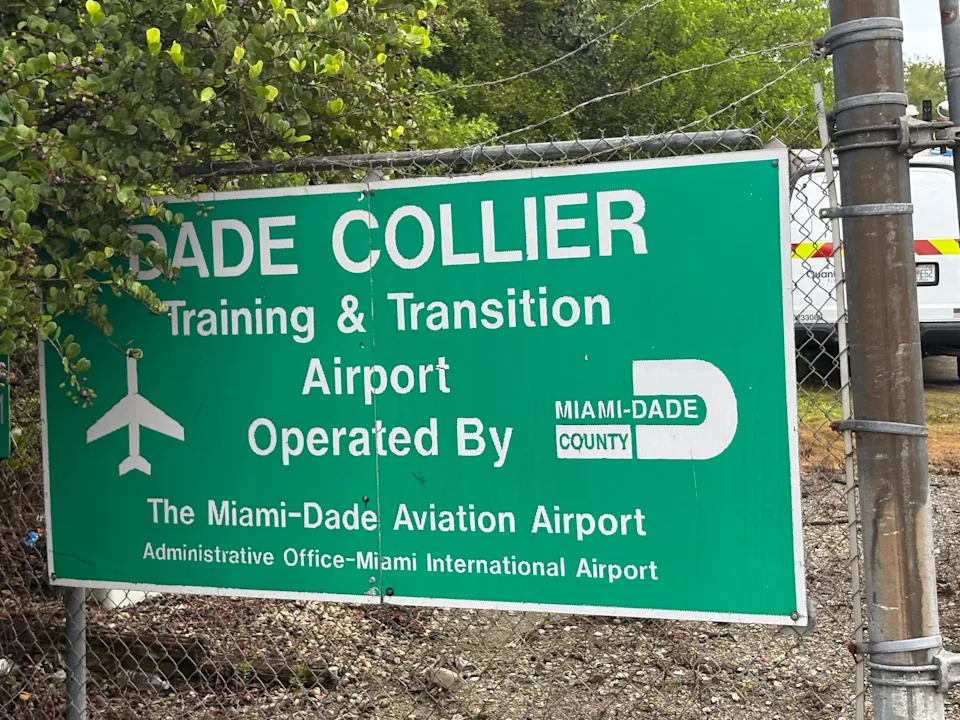 DADE COLLIER
Training & Transition
Airport
Operated By
MIAMI-DADE
COUNTY
The Miami-Dade Aviation Airport
Administrative Office-Miami International Airport